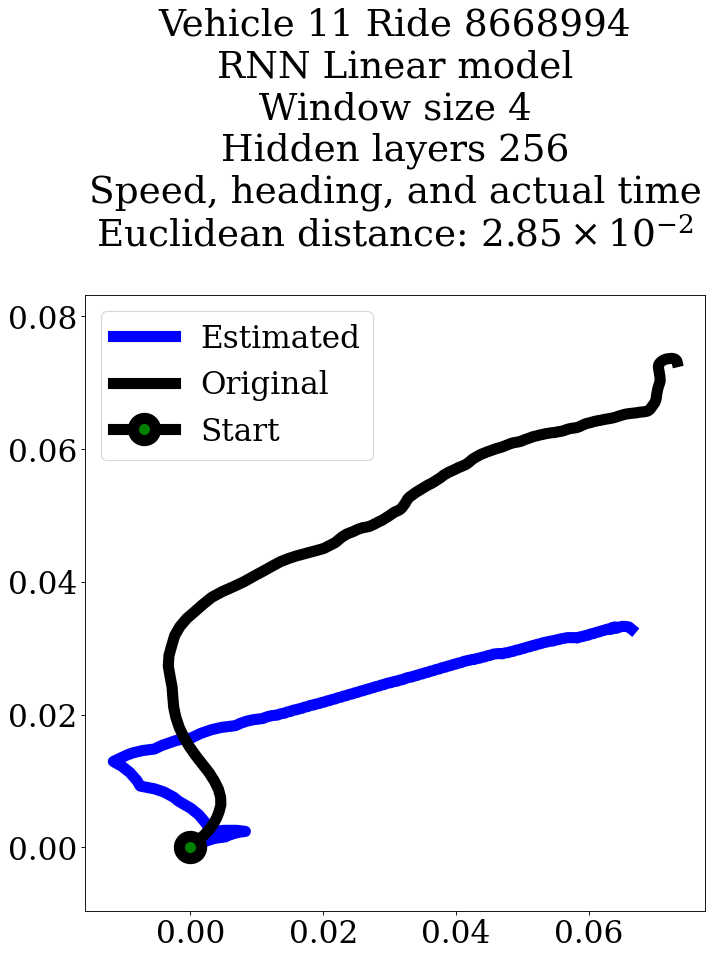 Vehicle 11 Ride 8668994
RNN Linear model
Window size 4
Hidden layers 256
Speed, heading, and actual time
Euclidean distance: 2.85 × 10⁻²
Estimated
Original
Start
0.08
0.06
0.04
0.02
0.00
0.00 0.02 0.04 0.06